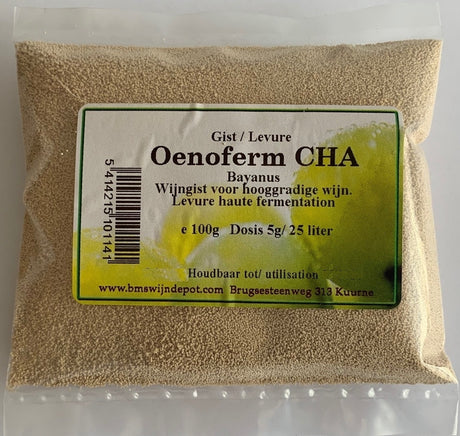 Gist / Levure
Oenoferm CHA
Bayanus
Wijngist voor hooggradige wijn.
Levure haute fermentation
e 100g Dosis 5g/ 25 liter
Houdbaar tot/ utilisation
www.bmswijndepot.com Brugsesteenweg 313 Kuurne
5 414215 101141